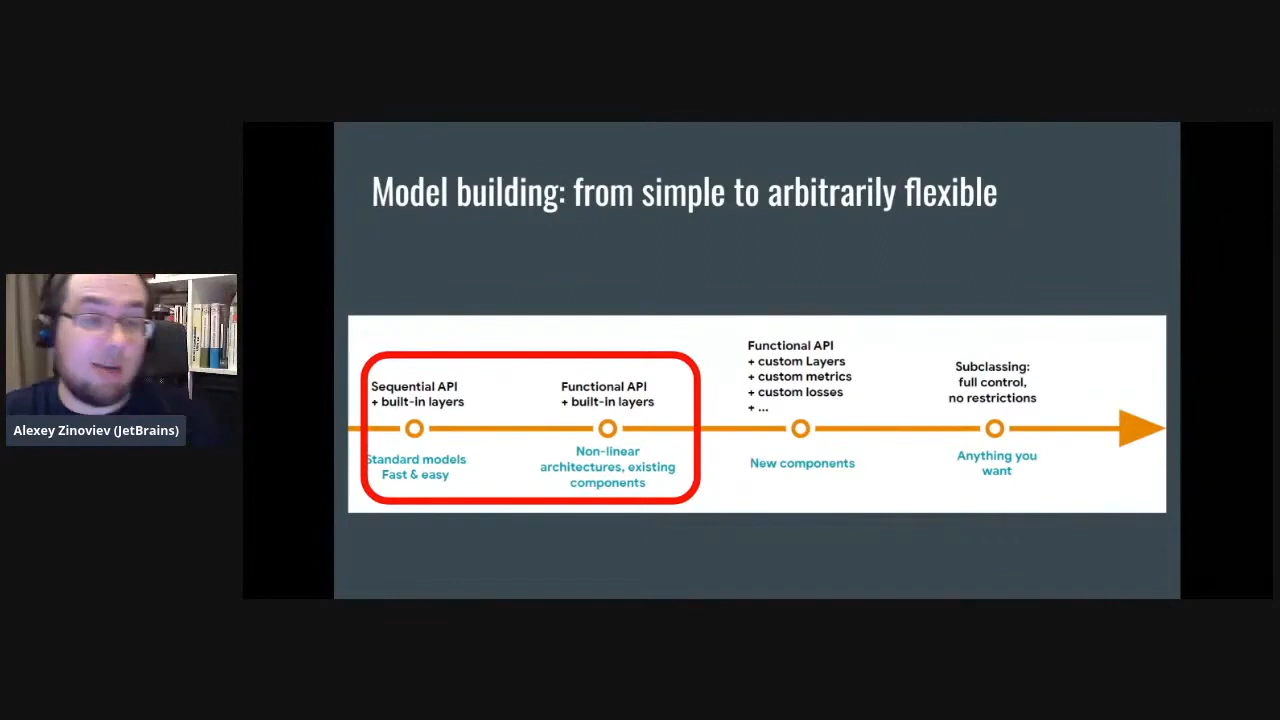 Model building: from simple to arbitrarily flexible
Sequential API
+ built-in layers
Standard models
Fast & easy
Functional API
+ built-in layers
Non-linear
architectures, existing
components
Functional API
+ custom Layers
+ custom metrics
+ custom losses
+ ...
New components
Subclassing:
full control,
no restrictions
Anything you
want
Alexey Zinoviev (JetBrains)